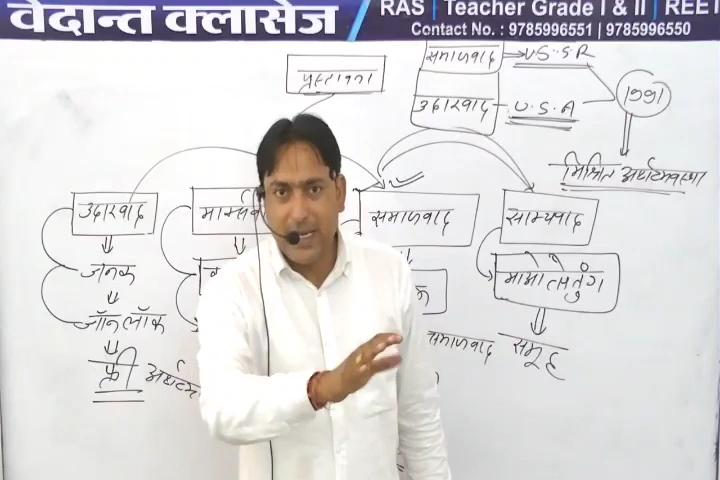 वेदान्त क्लासेज
RAS | Teacher Grade I & II | REET
Contact No. : 9785996551 | 9785996550
समाजवाद → U.S.S.R
उदारवाद — U.S.A
1991
मिश्रित अर्थव्यवस्था
प्रस्तावना
उदारवाद
जनक
जॉन लॉक
फ्री
समाजवाद
साम्यवाद
माओत्सेतुंग
समाजवाद
समूह